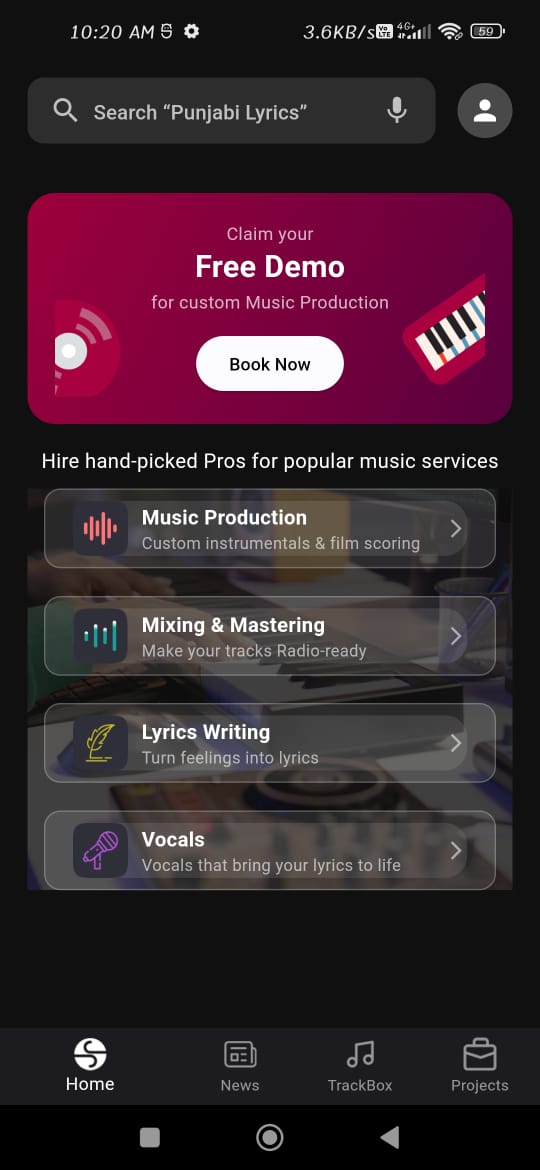 10:20 AM
3.6KB/s
Vo LTE
4G+
59
Search “Punjabi Lyrics”
Claim your
Free Demo
for custom Music Production
Book Now
Hire hand-picked Pros for popular music services
Music Production
Custom instrumentals & film scoring
Mixing & Mastering
Make your tracks Radio-ready
Lyrics Writing
Turn feelings into lyrics
Vocals
Vocals that bring your lyrics to life
Home
News
TrackBox
Projects